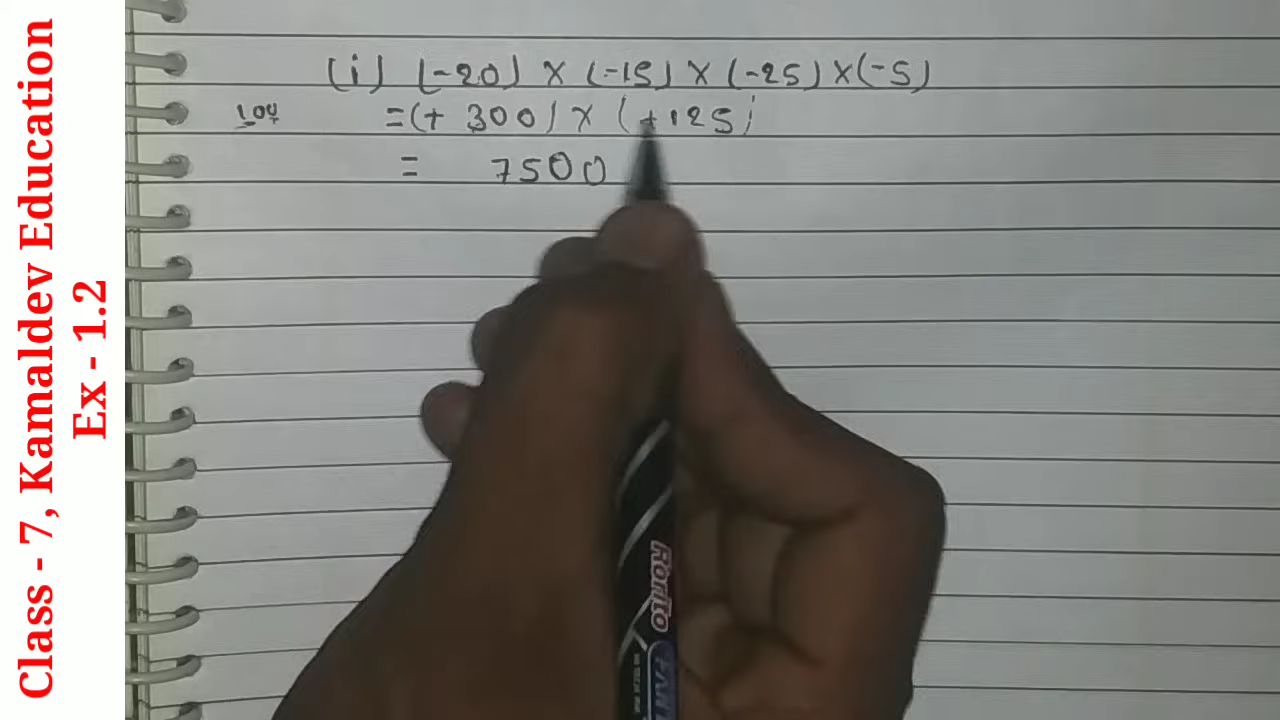 Class - 7, Kamaldev Education
Ex - 1.2
(i) (-20) × (-15) × (-25) × (-5)
= (+ 300) × (+125)
= 7500
Rorito